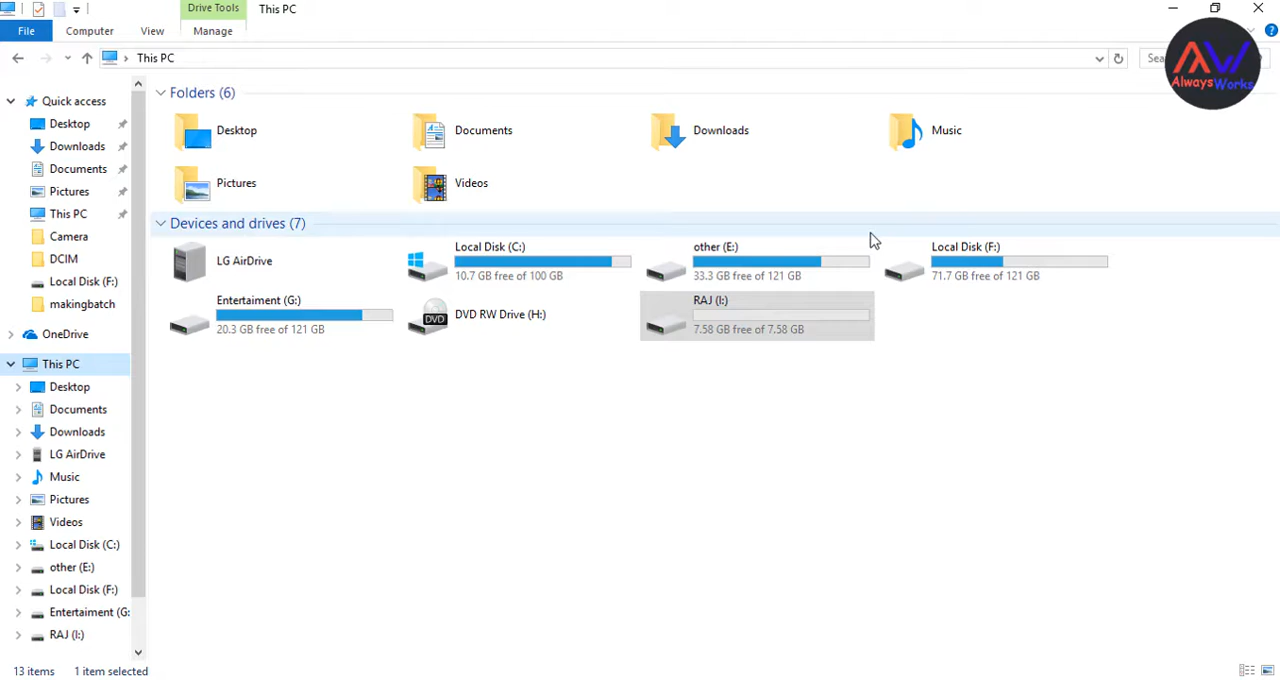 Drive Tools
This PC
File
Computer
View
Manage
This PC
AlwaysWorks
Quick access
Desktop
Downloads
Documents
Pictures
This PC
Camera
DCIM
Local Disk (F:)
makingbatch
OneDrive
This PC
Desktop
Documents
Downloads
LG AirDrive
Music
Pictures
Videos
Local Disk (C:)
other (E:)
Local Disk (F:)
Entertaiment (G:
RAJ (I:)
Folders (6)
Desktop
Documents
Downloads
Music
Pictures
Videos
Devices and drives (7)
LG AirDrive
Local Disk (C:)
10.7 GB free of 100 GB
other (E:)
33.3 GB free of 121 GB
Local Disk (F:)
71.7 GB free of 121 GB
Entertaiment (G:)
20.3 GB free of 121 GB
DVD
DVD RW Drive (H:)
RAJ (I:)
7.58 GB free of 7.58 GB
13 items
1 item selected